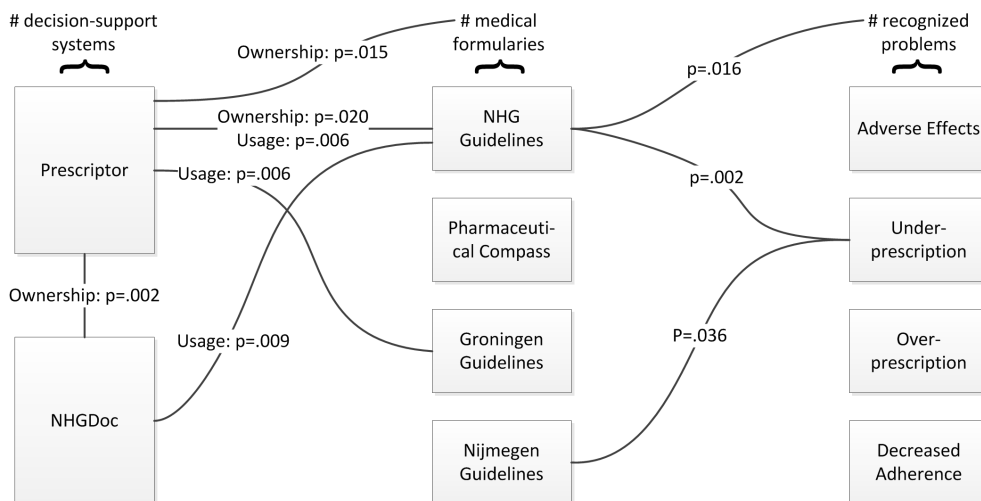 # decision-support
systems
# medical
formularies
# recognized
problems
Ownership: p=.015
p=.016
Ownership: p=.020
Usage: p=.006
NHG
Guidelines
Adverse Effects
Prescriptor
Usage: p=.006
p=.002
Pharmaceuti-
cal Compass
Under-
prescription
Ownership: p=.002
Usage: p=.009
P=.036
Groningen
Guidelines
Over-
prescription
NHGDoc
Nijmegen
Guidelines
Decreased
Adherence